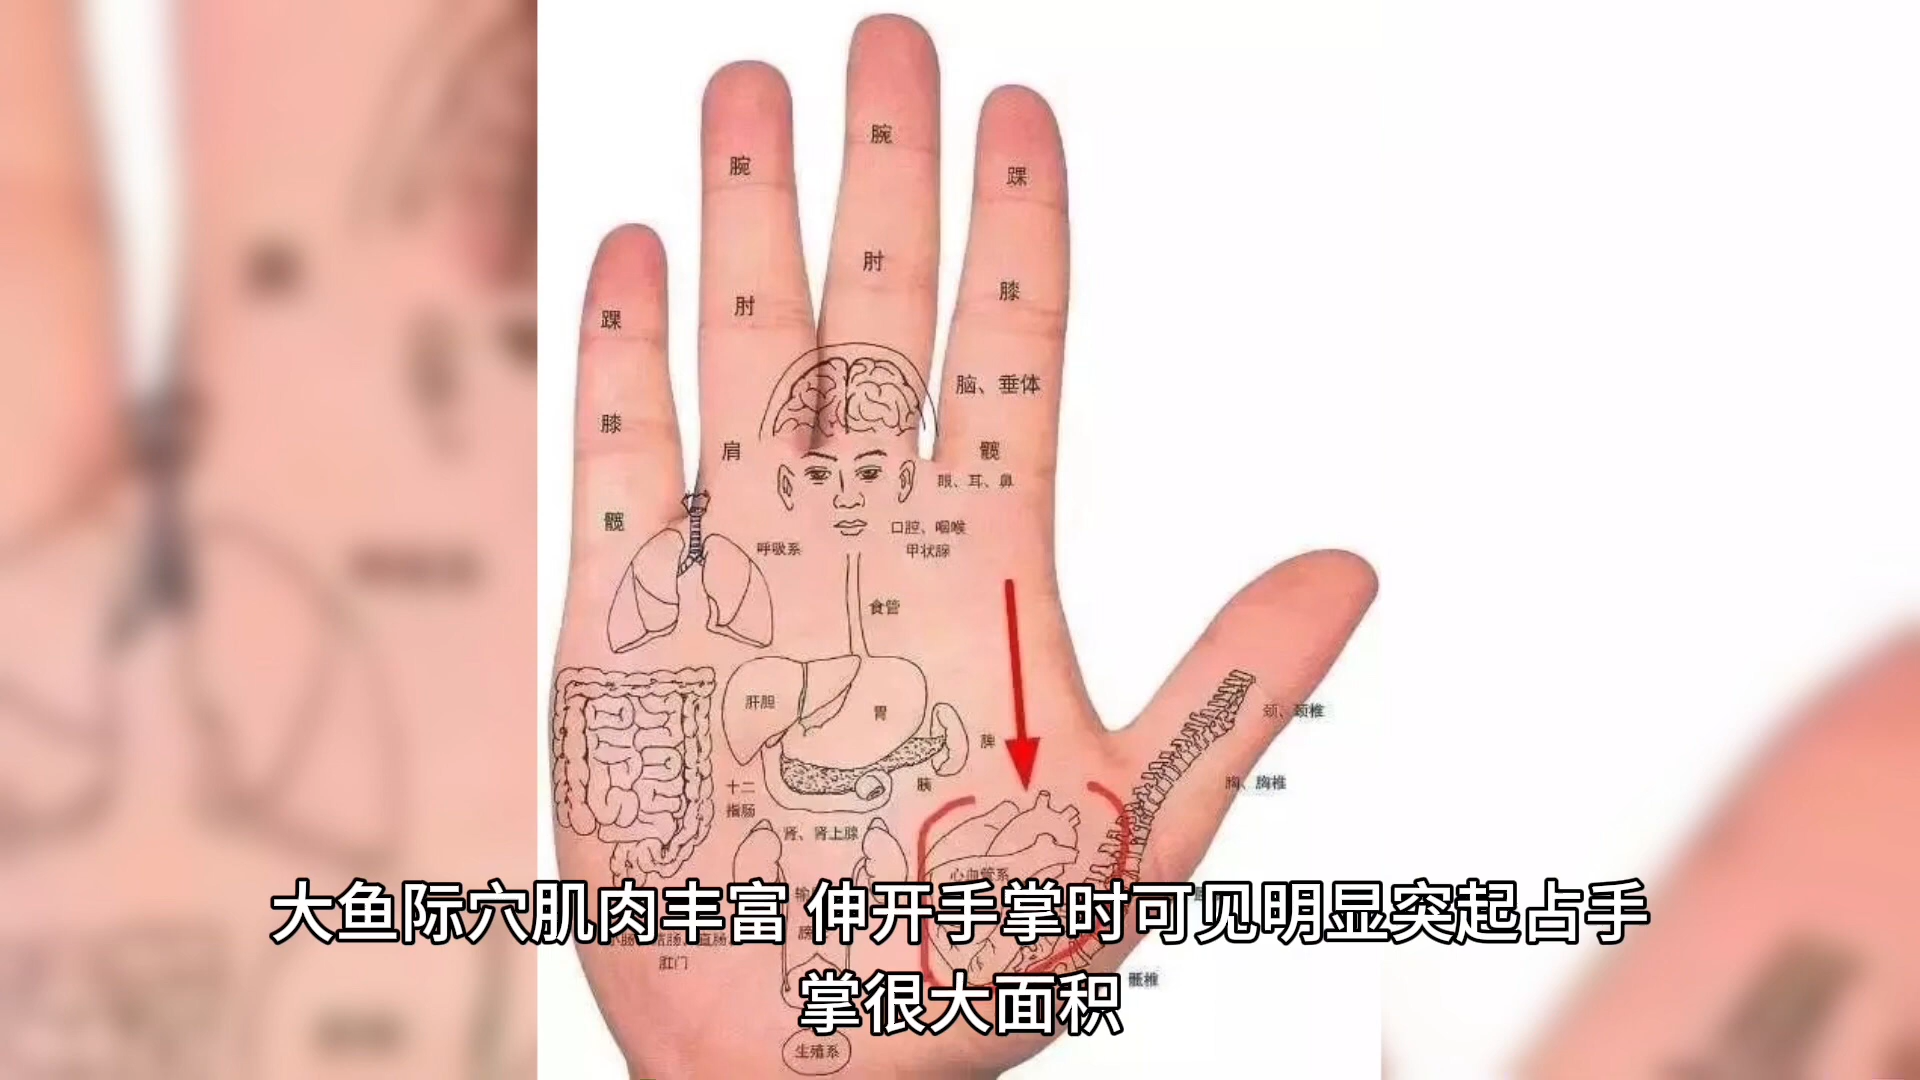 腕
腕
踝
肘
肘
膝
踝
脑、垂体
膝
肩
髋
眼、耳、鼻
髋
口腔、咽喉
呼吸系
甲状腺
食管
肝胆
胃
颈、颈椎
脾
十二
指肠
胰
胸、胸椎
肾、肾上腺
心血管系
大鱼际穴肌肉丰富 伸开手掌时可见明显突起占手
肛门
骶椎
掌很大面积
生殖系